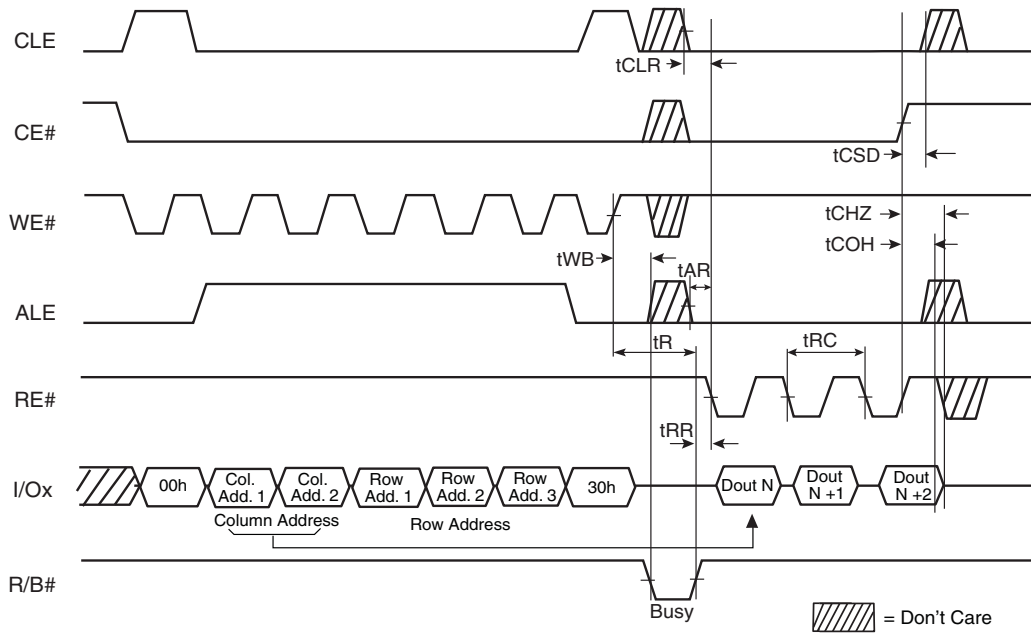 CLE
tCLR
CE#
tCSD
WE#
tCHZ
tCOH
tWB
tAR
ALE
tR
tRC
RE#
tRR
I/Ox
00h
Col.
Add. 1
Col.
Add. 2
Row
Add. 1
Row
Add. 2
Row
Add. 3
30h
Dout N
Dout
N +1
Dout
N +2
Column Address
Row Address
R/B#
Busy
= Don't Care